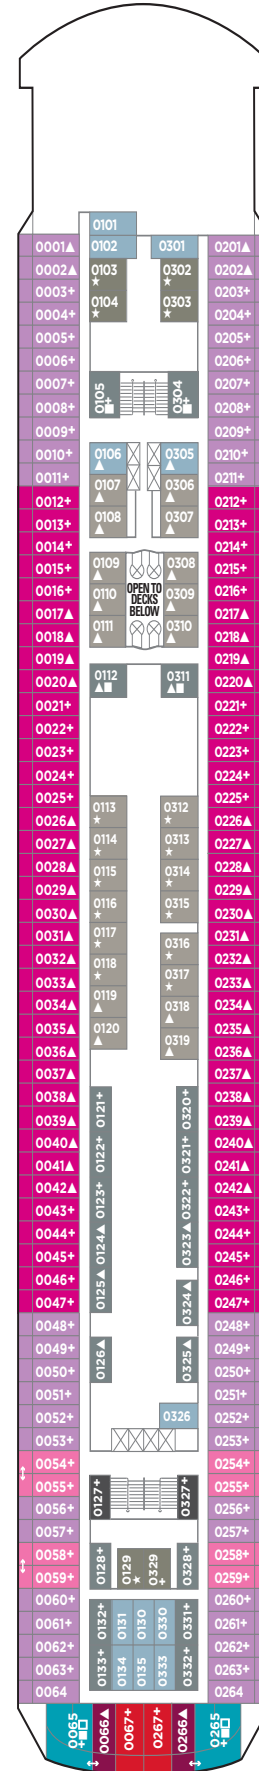 0101
0102 0301
0001▲ 0201▲
0002▲ 0103 ★ 0302 ★ 0202▲
0003+ 0203+
0004+ 0104 ★ 0303 ★ 0204+
0005+ 0205+
0006+ 0206+
0007+ 0207+
0008+ 0105 +■ 0304 +■ 0208+
0009+ 0209+
0010+ 0106 ▲ 0305 ▲ 0210+
0011+ 0107 ▲ 0306 ▲ 0211+
0012+ 0212+
0013+ 0108 ▲ 0307 ▲ 0213+
0014+ 0214+
0015+ 0109 ▲ 0308 ▲ 0215+
OPEN TO
DECKS
BELOW
0016+ 0110 ▲ 0309 ▲ 0216+
0017▲ 0217▲
0018▲ 0111 ▲ 0310 ▲ 0218▲
0019▲ 0219▲
0020▲ 0112 ▲■ 0311 ▲■ 0220▲
0021+ 0221+
0022+ 0222+
0023+ 0223+
0024+ 0224+
0025+ 0225+
0026▲ 0113 ★ 0312 ★ 0226▲
0027▲ 0114 ★ 0313 ★ 0227▲
0028▲ 0115 ★ 0314 ★ 0228▲
0029▲ 0229▲
0030▲ 0116 ★ 0315 ★ 0230▲
0031▲ 0117 ★ 0316 ★ 0231▲
0032▲ 0118 ★ 0232▲
0033▲ 0317 ★ 0233▲
0034▲ 0119 ▲ 0318 ▲ 0234▲
0035▲ 0120 ▲ 0235▲
0036▲ 0319 ▲ 0236▲
0037▲ 0237▲
0038▲ 0121+ 0320+ 0238▲
0039▲ 0239▲
0040▲ 0122+ 0321+ 0240▲
0041▲ 0241▲
0042▲ 0123+ 0322+ 0242▲
0043+ 0243+
0044+ 0124▲ 0323▲ 0244+
0045+ 0245+
0046+ 0125▲ 0324▲ 0246+
0047+ 0247+
0048+ 0248+
0049+ 0126▲ 0325▲ 0249+
0050+ 0250+
0051+ 0251+
0052+ 0326 0252+
0053+ 0253+
0054+ 0254+
↔
0055+ 0127+ 0327+ 0255+
0056+ 0256+
0057+ 0257+
0058+ 0128+ 0129 ★ 0329 + 0328+ 0258+
↔
0059+ 0259+
0060+ 0260+
0061+ 0132+ 0131 0130 0330 0331+ 0261+
0062+ 0262+
0063+ 0133+ 0134 0135 0333 0332+ 0263+
0064 0264
0065 +■□ 0066▲ 0067+ 0267+ 0266▲ 0265 +■□
↔ ↔